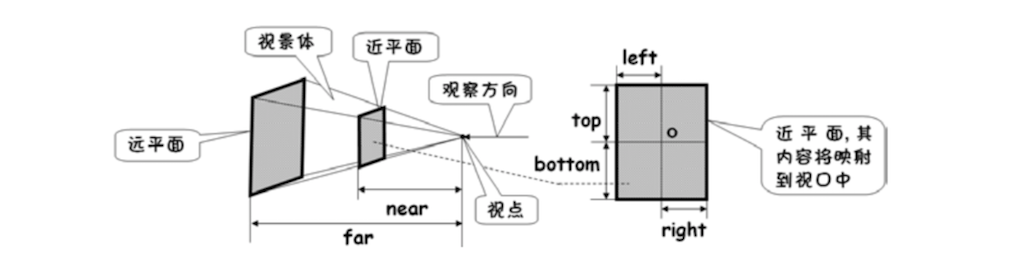 视景体
近平面
观察方向
远平面
near
far
视点
left
top
bottom
right
O
近平面,其
内容将映射
到视口中